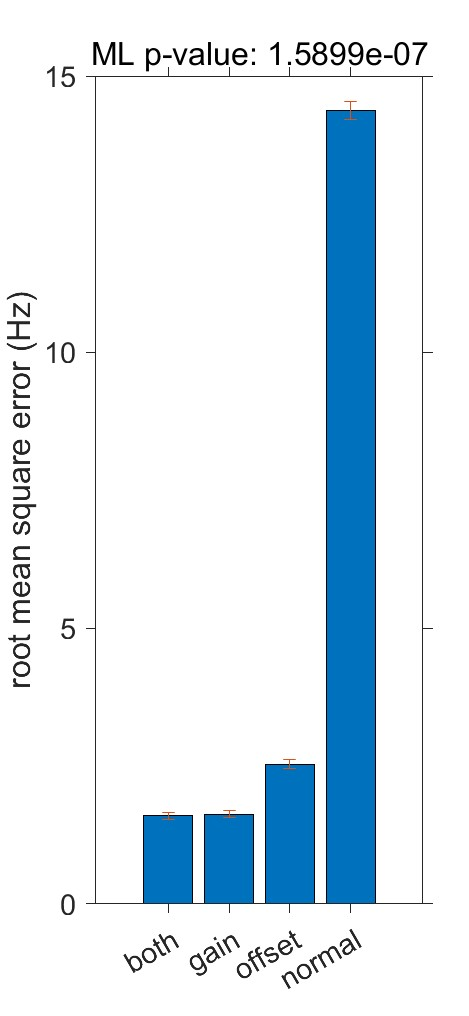 ML p-value: 1.5899e-07
root mean square error (Hz)
15
10
5
0
both
gain
offset
normal